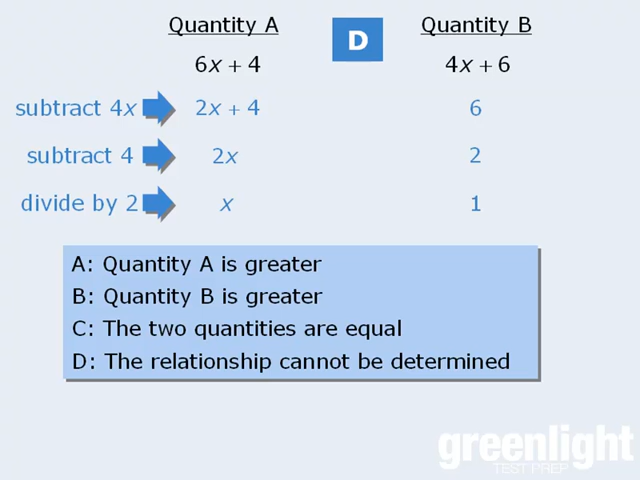 Quantity A D Quantity B
6x + 4 4x + 6
subtract 4x 2x + 4 6
subtract 4 2x 2
divide by 2 x 1
A: Quantity A is greater
B: Quantity B is greater
C: The two quantities are equal
D: The relationship cannot be determined
greenlight
TEST PREP